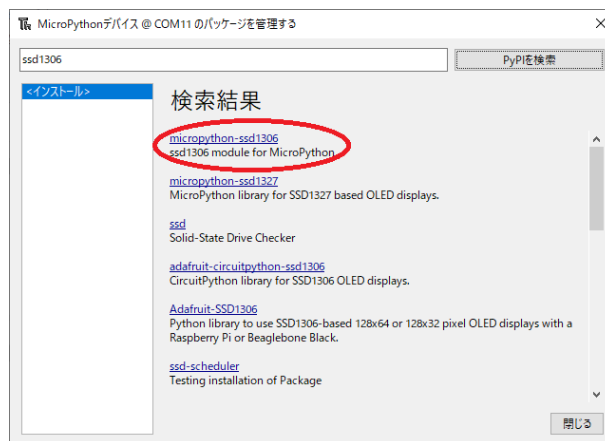 MicroPythonデバイス @ COM11 のパッケージを管理する
ssd1306
PyPIを検索
<インストール>
検索結果
micropython-ssd1306
ssd1306 module for MicroPython
micropython-ssd1327
MicroPython library for SSD1327 based OLED displays.
ssd
Solid-State Drive Checker
adafruit-circuitpython-ssd1306
CircuitPython library for SSD1306 OLED displays.
Adafruit-SSD1306
Python library to use SSD1306-based 128x64 or 128x32 pixel OLED displays with a
Raspberry Pi or Beaglebone Black.
ssd-scheduler
Testing installation of Package
閉じる